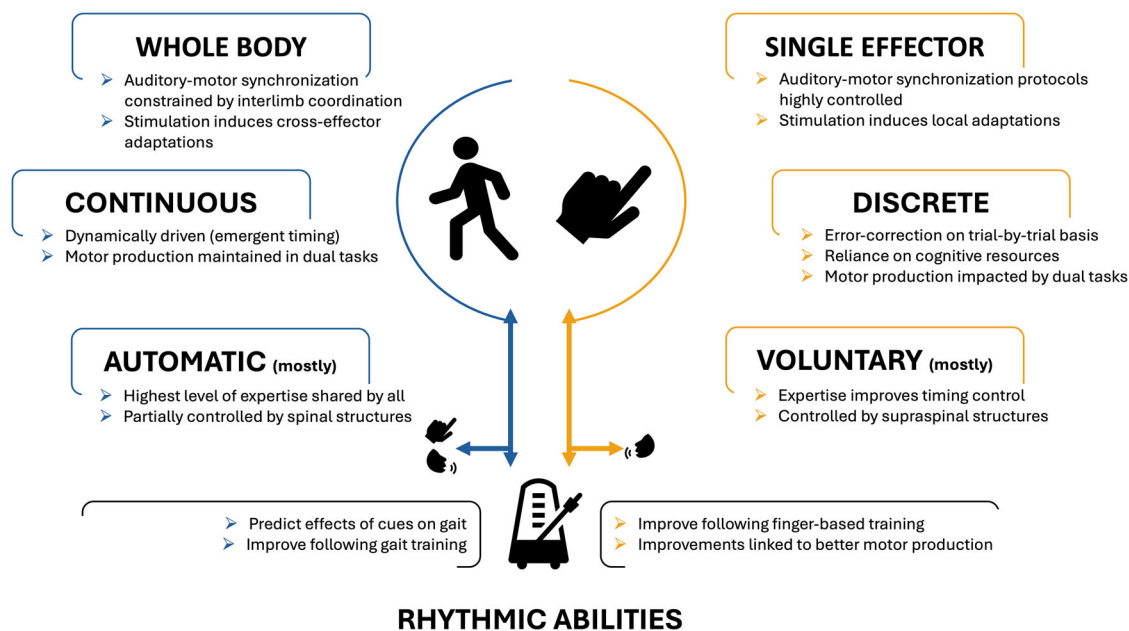 WHOLE BODY
Auditory-motor synchronization
constrained by interlimb coordination
Stimulation induces cross-effector
adaptations
CONTINUOUS
Dynamically driven (emergent timing)
Motor production maintained in dual tasks
AUTOMATIC (mostly)
Highest level of expertise shared by all
Partially controlled by spinal structures
SINGLE EFFECTOR
Auditory-motor synchronization protocols
highly controlled
Stimulation induces local adaptations
DISCRETE
Error-correction on trial-by-trial basis
Reliance on cognitive resources
Motor production impacted by dual tasks
VOLUNTARY (mostly)
Expertise improves timing control
Controlled by supraspinal structures
Predict effects of cues on gait
Improve following gait training
Improve following finger-based training
Improvements linked to better motor production
RHYTHMIC ABILITIES